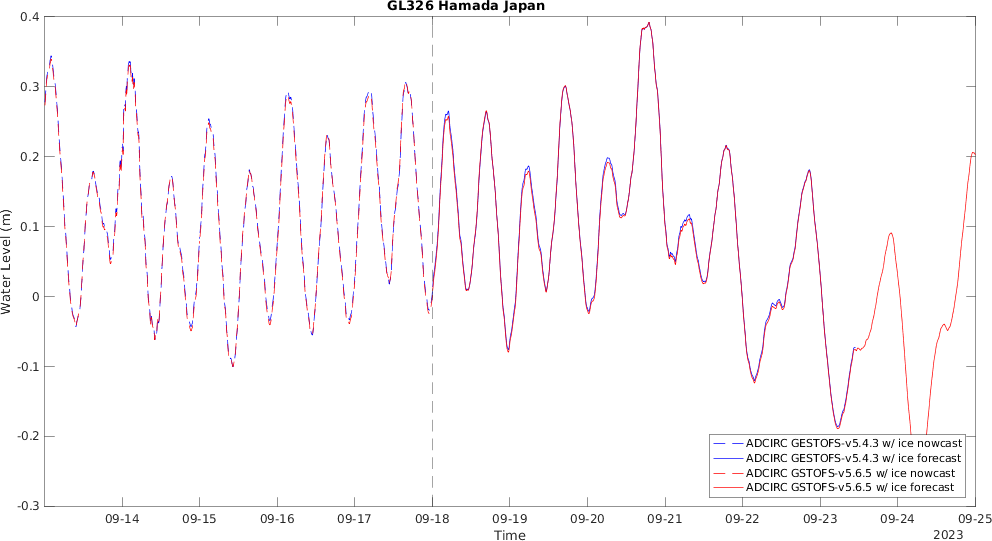 GL326 Hamada Japan
0.4
0.3
0.2
0.1
0
-0.1
-0.2
-0.3
Water Level (m)
ADCIRC GESTOFS-v5.4.3 w/ ice nowcast
ADCIRC GESTOFS-v5.4.3 w/ ice forecast
ADCIRC GSTOFS-v5.6.5 w/ ice nowcast
ADCIRC GSTOFS-v5.6.5 w/ ice forecast
09-14 09-15 09-16 09-17 09-18 09-19 09-20 09-21 09-22 09-23 09-24 09-25
Time
2023